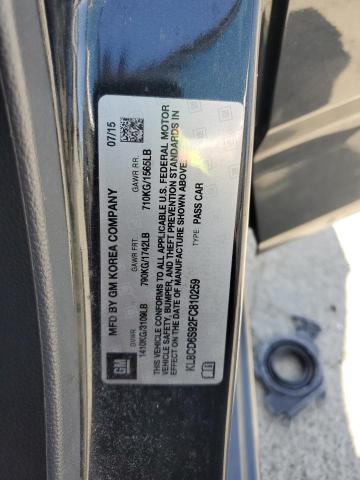 GM
MFD BY GM KOREA COMPANY 07/15
GVWR GAWR FRT GAWR RR
1410KG/3109LB 790KG/1742LB 710KG/1565LB
THIS VEHICLE CONFORMS TO ALL APPLICABLE U.S. FEDERAL MOTOR
VEHICLE SAFETY, BUMPER, AND THEFT PREVENTION STANDARDS IN
EFFECT ON THE DATE OF MANUFACTURE SHOWN ABOVE.
TYPE: PASS CAR
KL8CD6S92FC810259